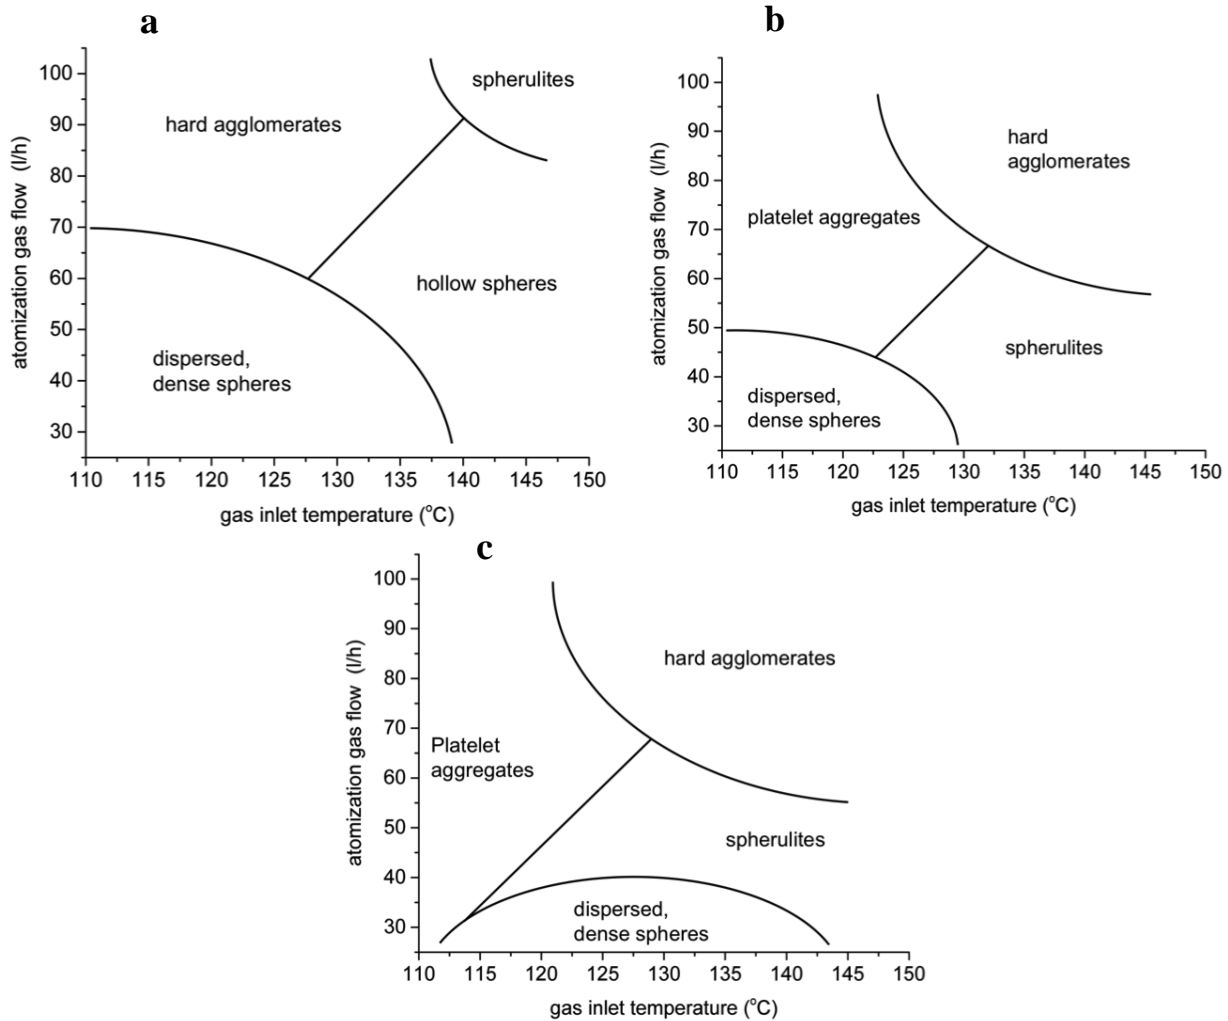 a
100
90
80
70
60
50
40
30
atomization gas flow (l/h)
spherulites
hard agglomerates
hollow spheres
dispersed,
dense spheres
110 115 120 125 130 135 140 145 150
gas inlet temperature (°C)
b
100
90
80
70
60
50
40
30
atomization gas flow (l/h)
hard
agglomerates
platelet aggregates
spherulites
dispersed,
dense spheres
110 115 120 125 130 135 140 145 150
gas inlet temperature (°C)
c
100
90
80
70
60
50
40
30
atomization gas flow (l/h)
hard agglomerates
Platelet
aggregates
spherulites
dispersed,
dense spheres
110 115 120 125 130 135 140 145 150
gas inlet temperature (°C)